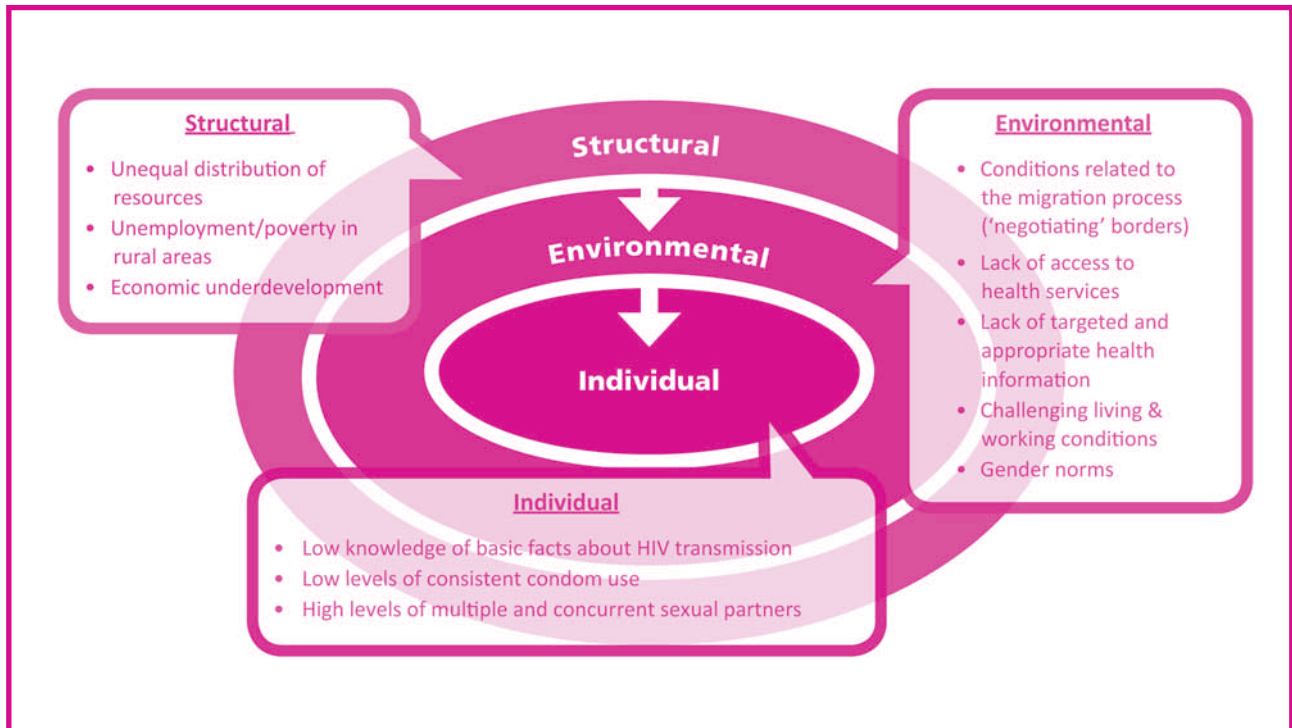 Structural
• Unequal distribution of
resources
• Unemployment/poverty in
rural areas
• Economic underdevelopment
Structural
Environmental
Individual
Environmental
• Conditions related to
the migration process
(‘negotiating’ borders)
• Lack of access to
health services
• Lack of targeted and
appropriate health
information
• Challenging living &
working conditions
• Gender norms
Individual
• Low knowledge of basic facts about HIV transmission
• Low levels of consistent condom use
• High levels of multiple and concurrent sexual partners